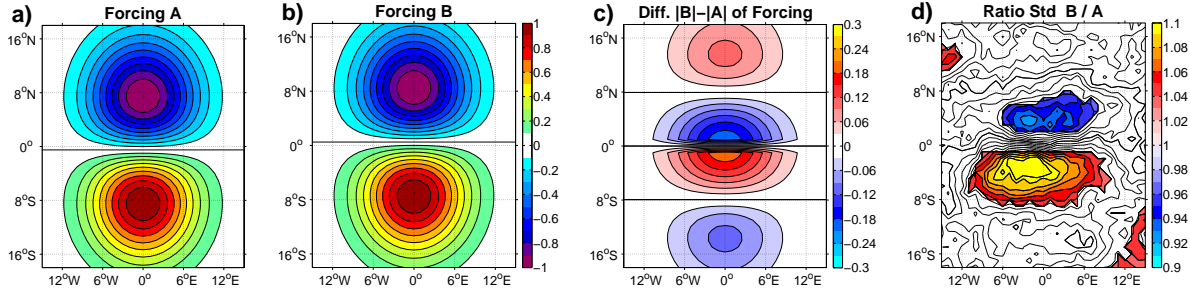 a) Forcing A
16°N
8°N
0°
8°S
16°S
12°W 6°W 0°E 6°E 12°E
b) Forcing B
16°N
8°N
0°
8°S
16°S
12°W 6°W 0°E 6°E 12°E
1
0.8
0.6
0.4
0.2
0
−0.2
−0.4
−0.6
−0.8
−1
c) Diff. |B|−|A| of Forcing
16°N
8°N
0°
8°S
16°S
12°W 6°W 0°E 6°E 12°E
0.3
0.24
0.18
0.12
0.06
0
−0.06
−0.12
−0.18
−0.24
−0.3
d) Ratio Std B / A
16°N
8°N
0°
8°S
16°S
12°W 6°W 0°E 6°E 12°E
1.1
1.08
1.06
1.04
1.02
1
0.98
0.96
0.94
0.92
0.9